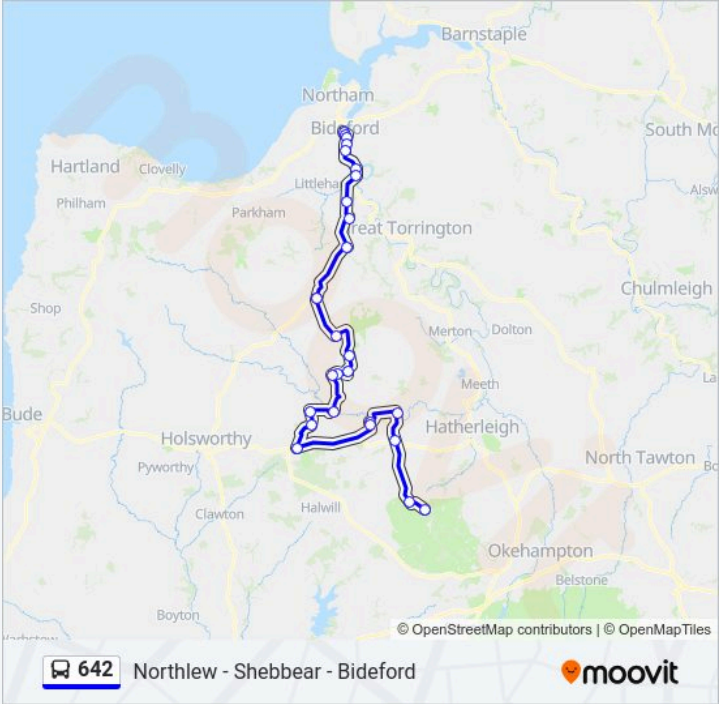 Barnstaple
Northam
Bideford
South Mo
Hartland
Clovelly
Littleha
Alsw
Philham
Parkham
reat Torrington
Chulmleigh
Shop
Merton
Dolton
La
Meeth
Bude
Hatherleigh
Holsworthy
North Tawton
Bo
Pyworthy
Halwill
Clawton
Okehampton
Belstone
Boyton
Warbstow
© OpenStreetMap contributors | © OpenMapTiles
642 Northlew - Shebbear - Bideford
moovit